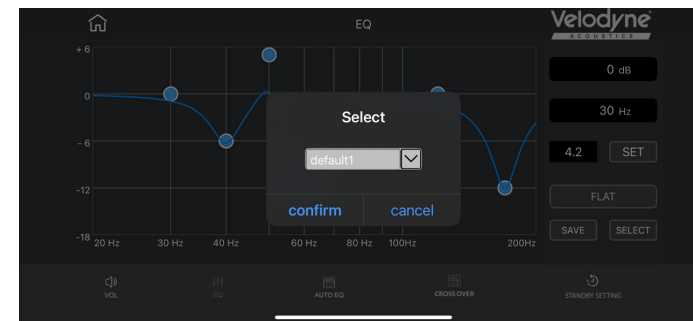 EQ
Velodyne
ACOUSTICS
+ 6
0
- 6
-12
-18
20 Hz 30 Hz 40 Hz 60 Hz 80 Hz 100Hz 200Hz
Select
default1
confirm cancel
0 dB
30 Hz
4.2 SET
FLAT
SAVE SELECT
VOL EQ AUTO EQ CROSS OVER STANDBY SETTING